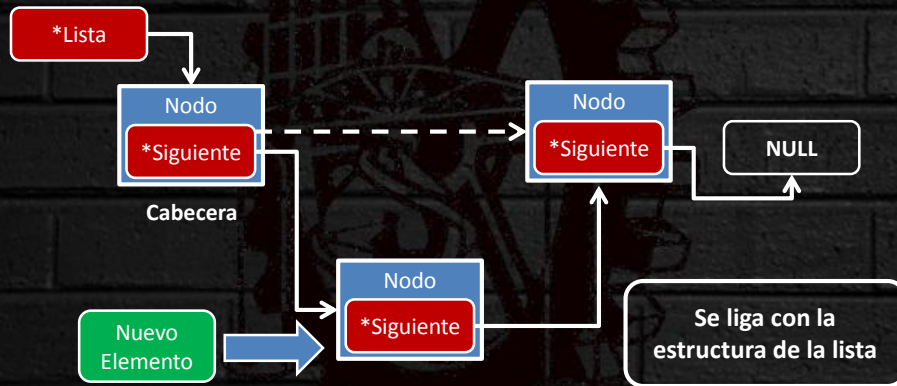 *Lista
Nodo
*Siguiente
Cabecera
Nodo
*Siguiente
NULL
Nodo
*Siguiente
Nuevo
Elemento
Se liga con la
estructura de la lista